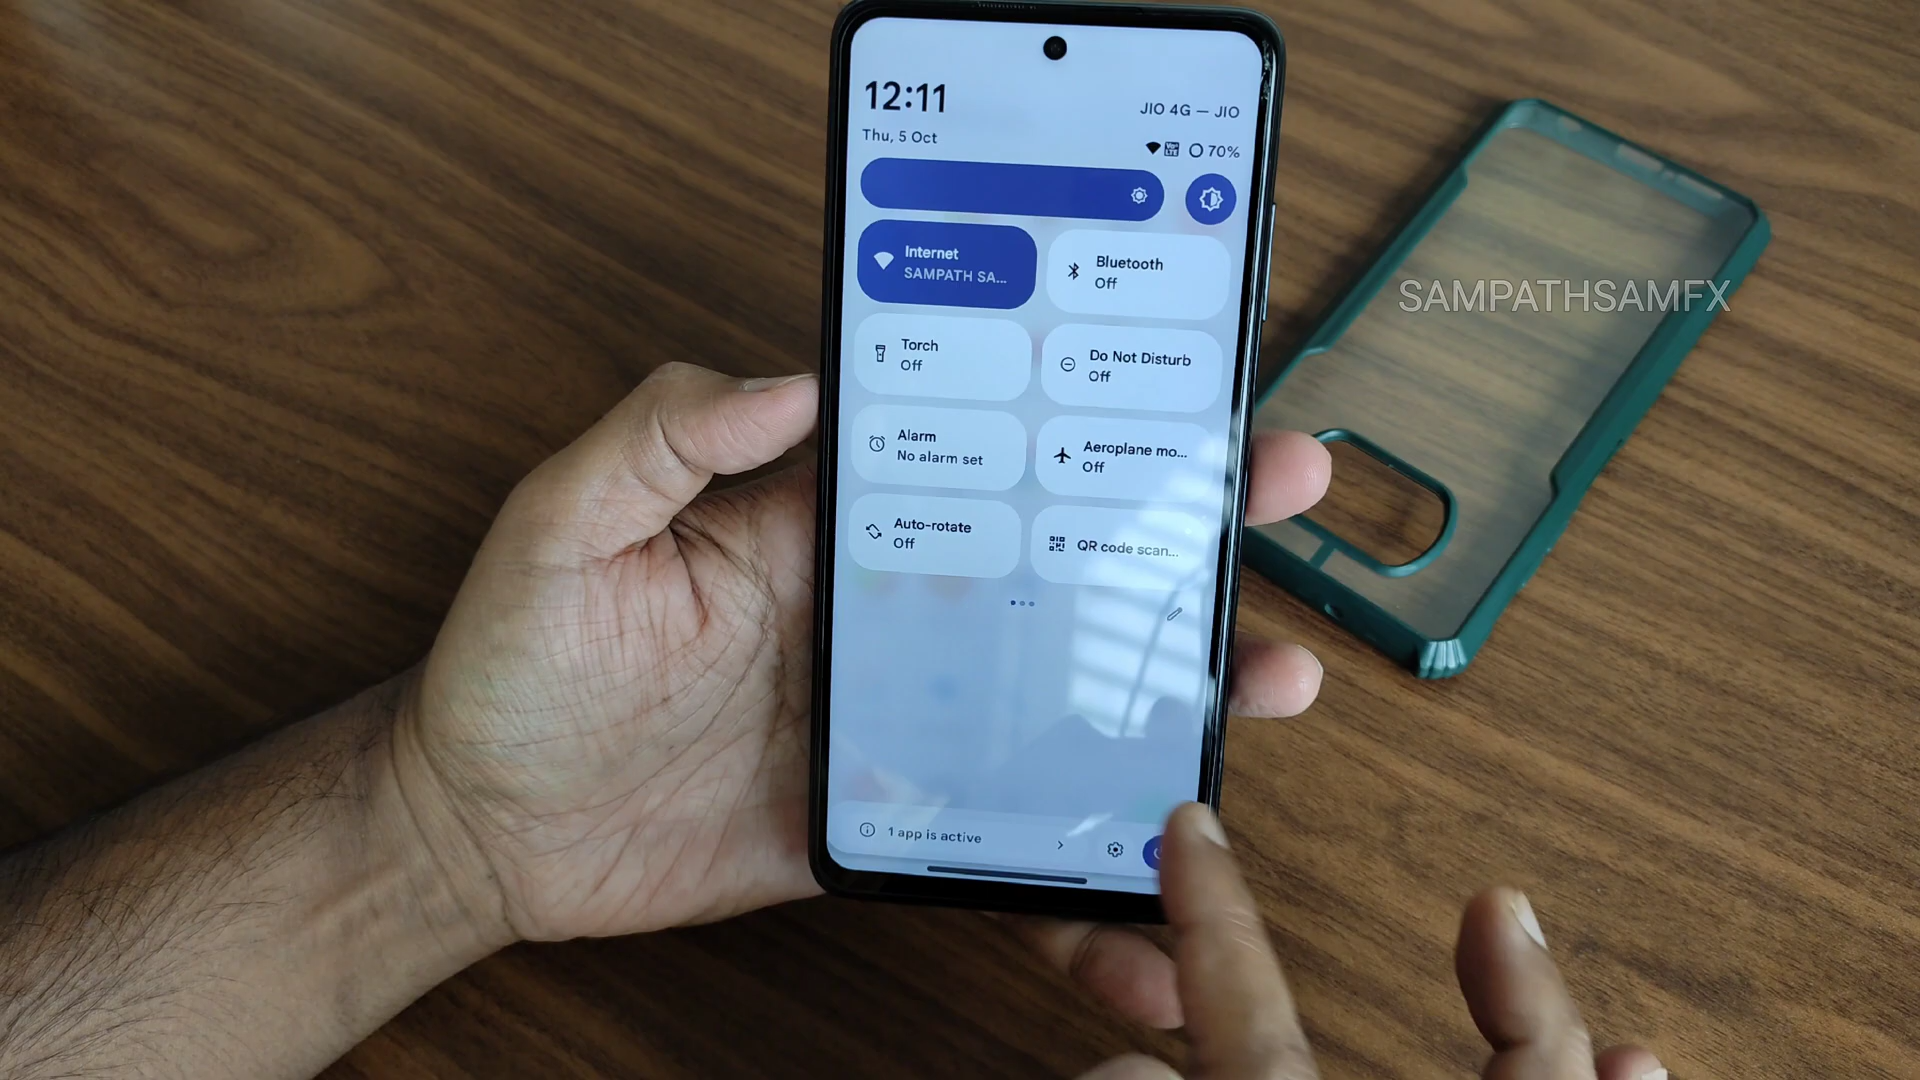 12:11
JIO 4G — JIO
Thu, 5 Oct
Vo LTE 70%
Internet
SAMPATH SA...
Bluetooth
Off
Torch
Off
Do Not Disturb
Off
Alarm
No alarm set
Aeroplane mo...
Off
Auto-rotate
Off
QR code scan...
1 app is active
SAMPATHSAMFX